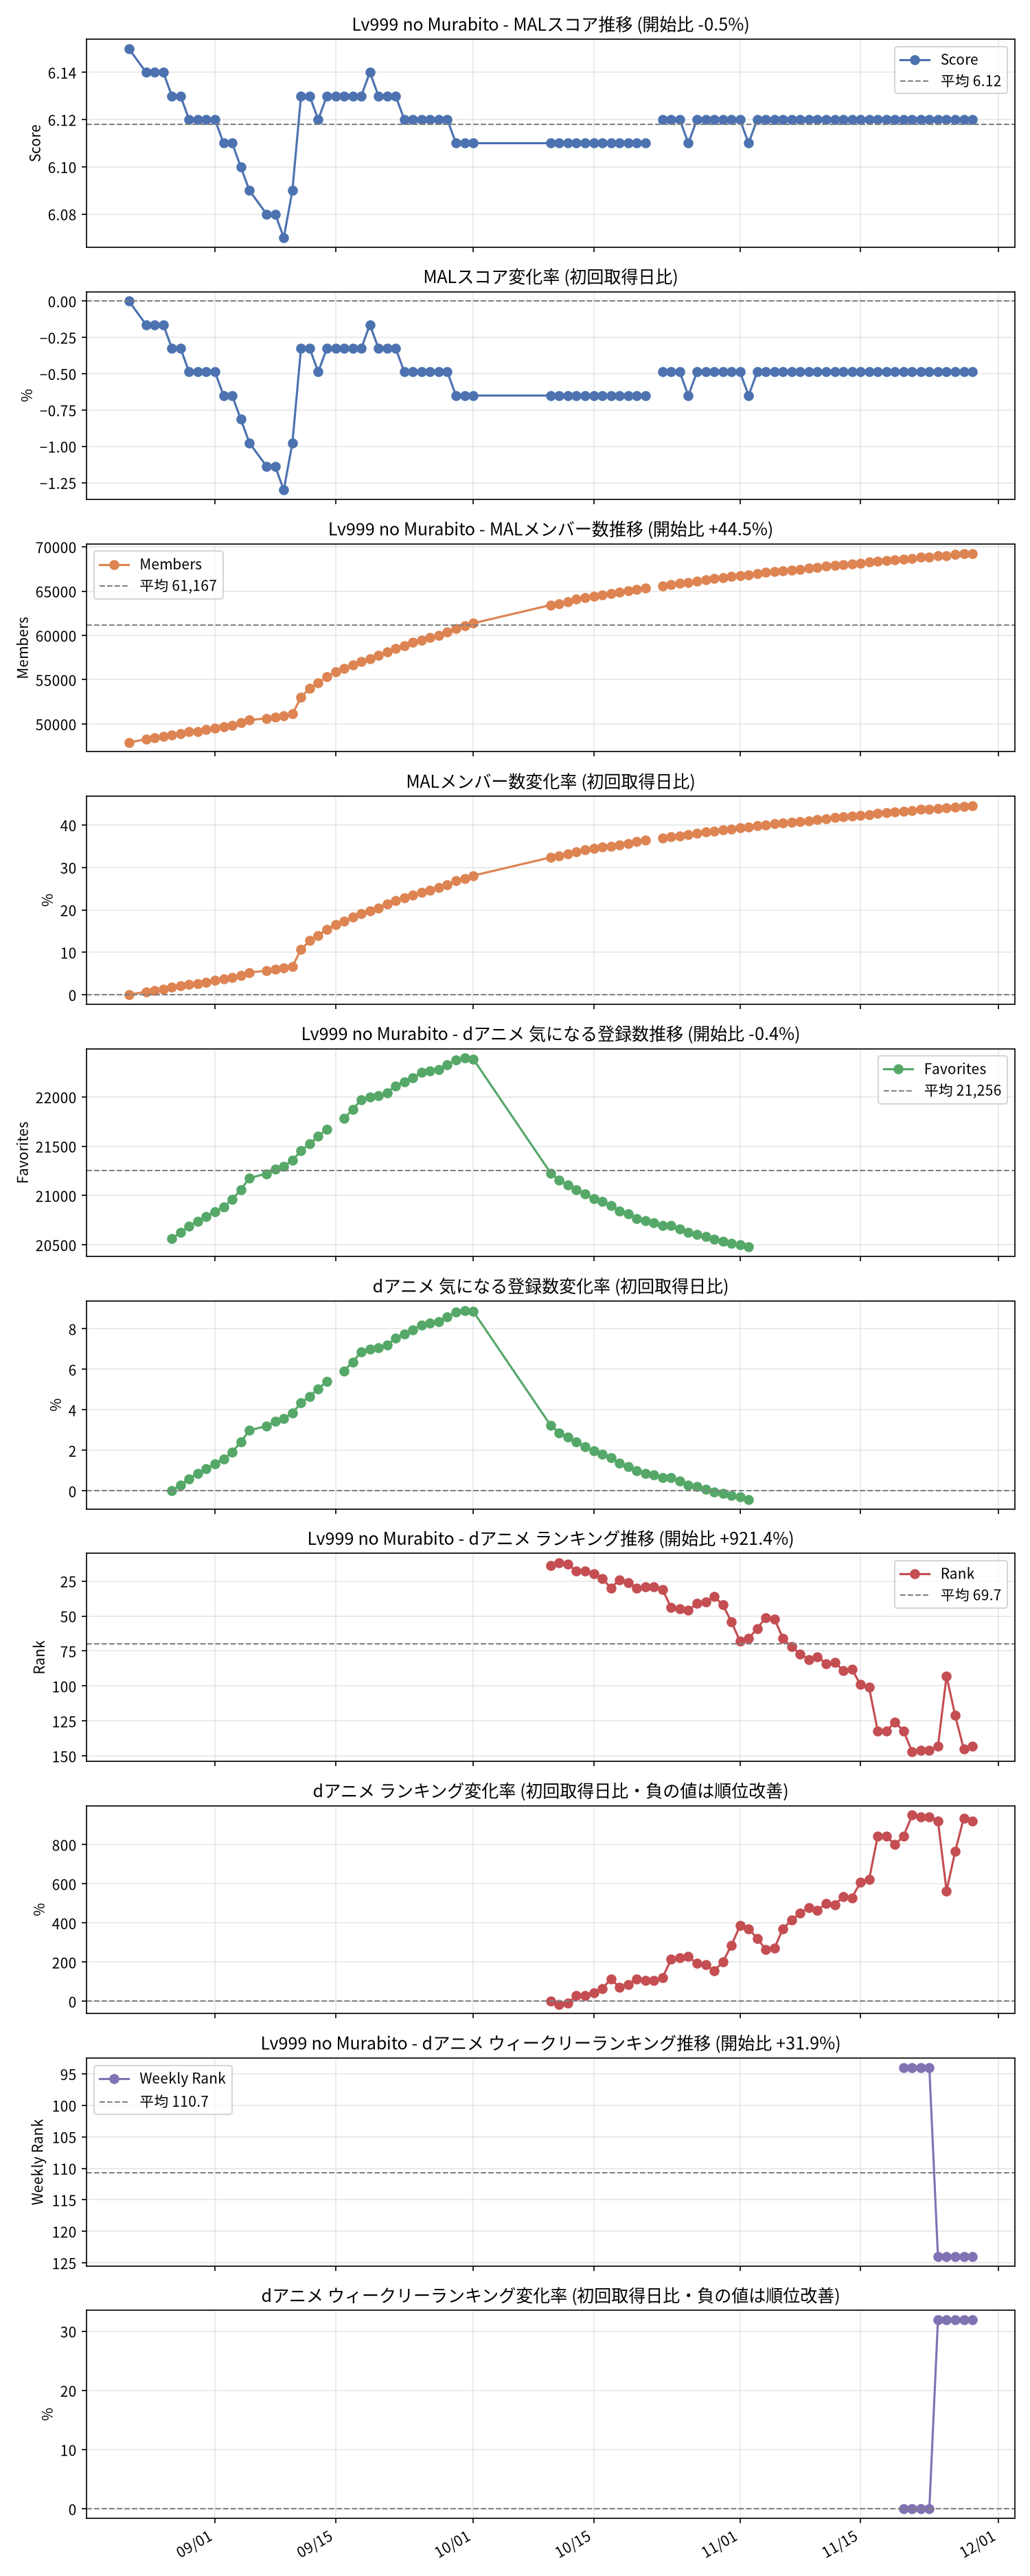 Lv999 no Murabito - MALスコア推移 (開始比 -0.5%)
Score
平均 6.12
6.14
6.12
6.10
6.08
Score
MALスコア変化率 (初回取得日比)
0.00
−0.25
−0.50
−0.75
−1.00
−1.25
%
Lv999 no Murabito - MALメンバー数推移 (開始比 +44.5%)
Members
平均 61,167
70000
65000
60000
55000
50000
Members
MALメンバー数変化率 (初回取得日比)
40
30
20
10
0
%
Lv999 no Murabito - dアニメ 気になる登録数推移 (開始比 -0.4%)
Favorites
平均 21,256
22000
21500
21000
20500
Favorites
dアニメ 気になる登録数変化率 (初回取得日比)
8
6
4
2
0
%
Lv999 no Murabito - dアニメ ランキング推移 (開始比 +921.4%)
Rank
平均 69.7
25
50
75
100
125
150
Rank
dアニメ ランキング変化率 (初回取得日比・負の値は順位改善)
800
600
400
200
0
%
Lv999 no Murabito - dアニメ ウィークリーランキング推移 (開始比 +31.9%)
Weekly Rank
平均 110.7
95
100
105
110
115
120
125
Weekly Rank
dアニメ ウィークリーランキング変化率 (初回取得日比・負の値は順位改善)
30
20
10
0
%
09/01
09/15
10/01
10/15
11/01
11/15
12/01